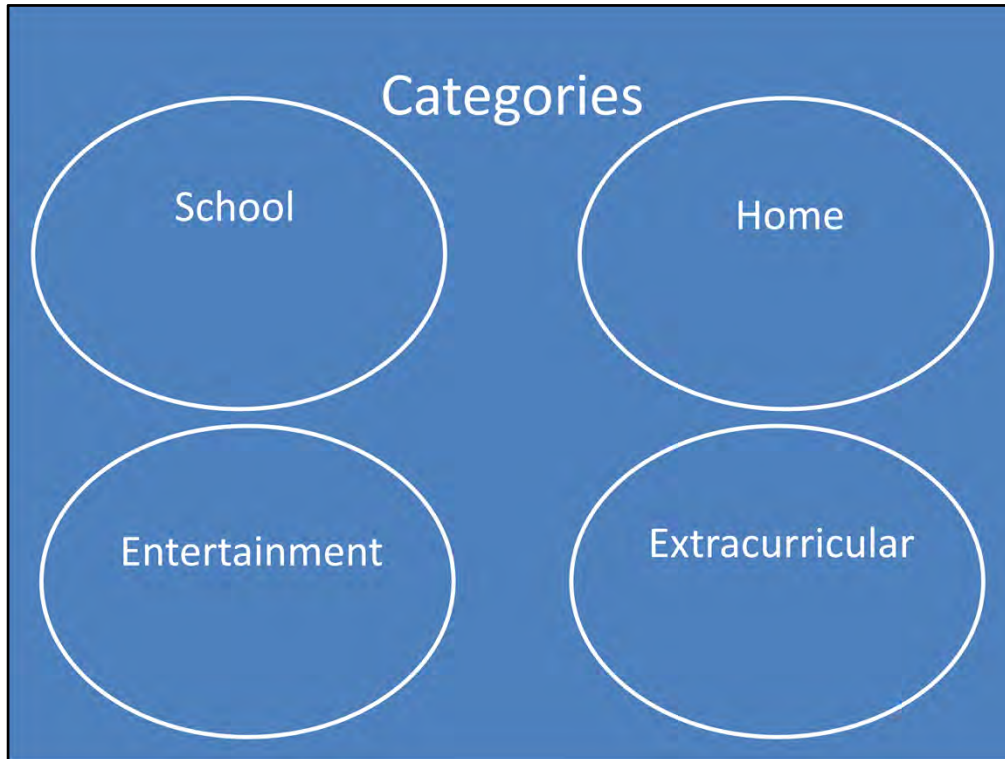 Categories
School
Home
Entertainment
Extracurricular